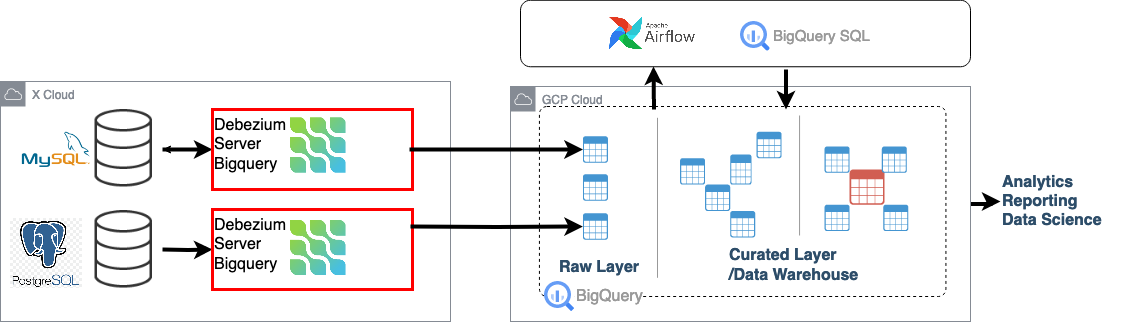 Apache
Airflow
BigQuery SQL
X Cloud
GCP Cloud
MySQL
Debezium
Server
Bigquery
PostgreSQL
Debezium
Server
Bigquery
Raw Layer
Curated Layer
/Data Warehouse
BigQuery
Analytics
Reporting
Data Science